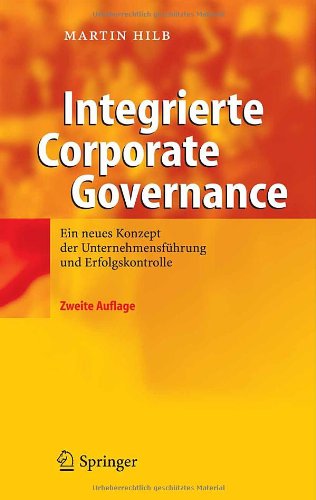 MARTIN HILB
Integrierte
Corporate
Governance
Ein neues Konzept
der Unternehmensführung
und Erfolgskontrolle
Zweite Auflage
Springer
Urheberrechtlich geschütztes Material
Urheberrechtlich geschütztes Material